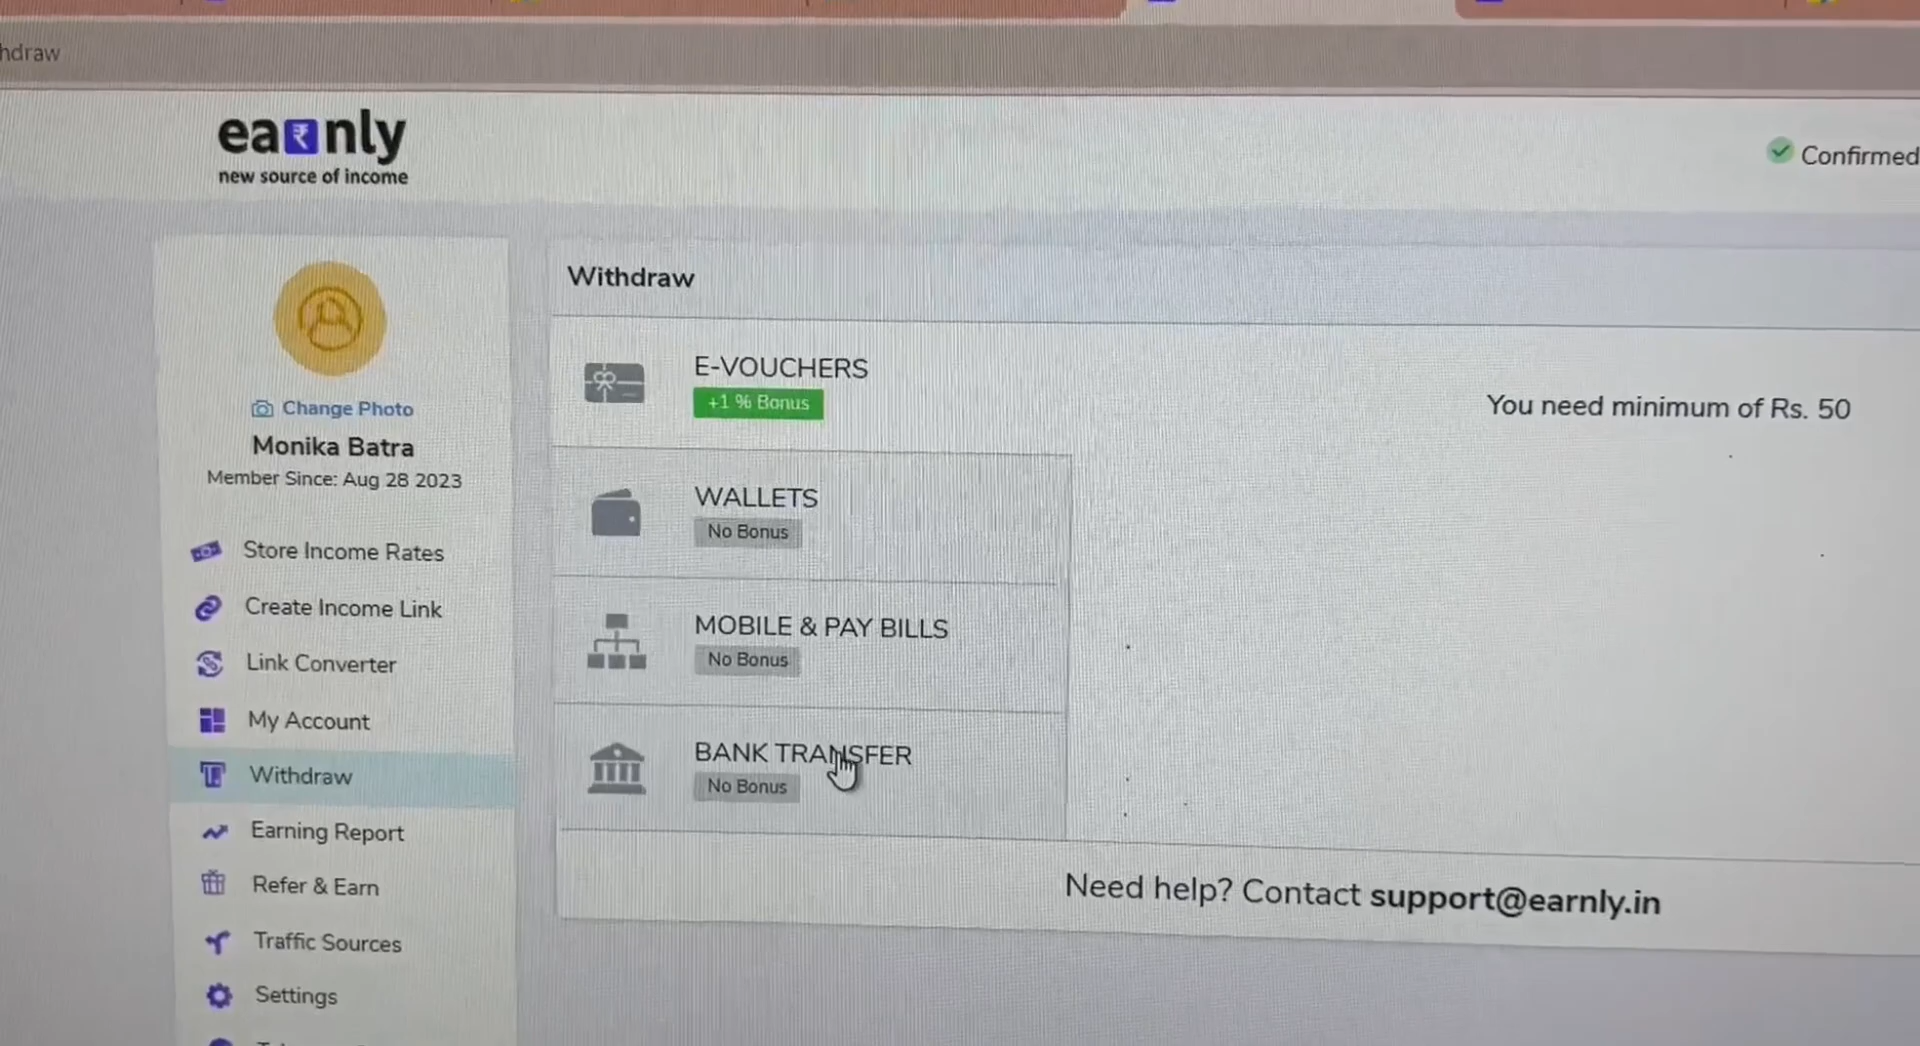 hdraw
ea₹nly
new source of income
Confirmed
Change Photo
Monika Batra
Member Since: Aug 28 2023
Store Income Rates
Create Income Link
Link Converter
My Account
Withdraw
Earning Report
Refer & Earn
Traffic Sources
Settings
Withdraw
E-VOUCHERS
+1 % Bonus
WALLETS
No Bonus
MOBILE & PAY BILLS
No Bonus
BANK TRANSFER
No Bonus
You need minimum of Rs. 50
Need help? Contact support@earnly.in